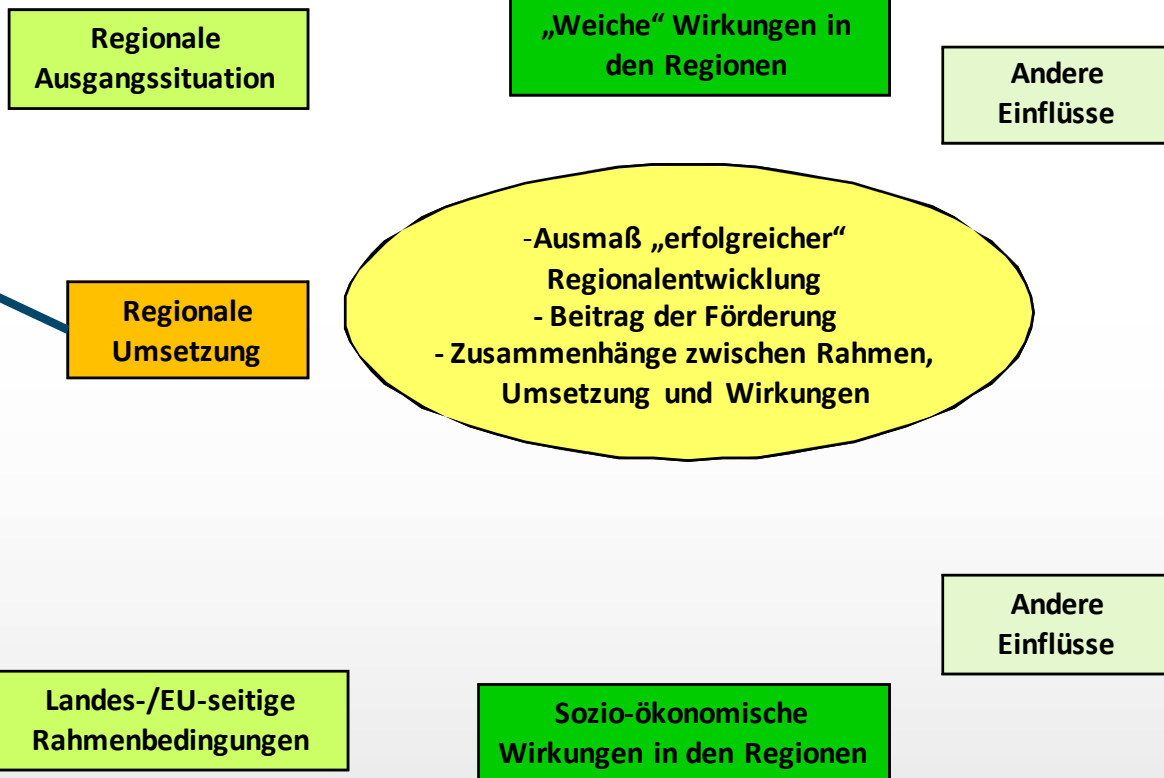 Regionale
Ausgangssituation
„Weiche“ Wirkungen in
den Regionen
Andere
Einflüsse
-Ausmaß „erfolgreicher“
Regionalentwicklung
- Beitrag der Förderung
- Zusammenhänge zwischen Rahmen,
Umsetzung und Wirkungen
Regionale
Umsetzung
Andere
Einflüsse
Landes-/EU-seitige
Rahmenbedingungen
Sozio-ökonomische
Wirkungen in den Regionen